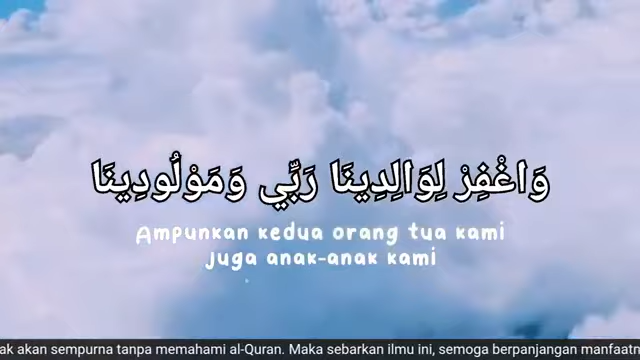 وَاغْفِرْ لِوَالِدِينَا رَبِّي وَمَوْلُودِينَا
Ampunkan kedua orang tua kami
juga anak-anak kami
ak akan sempurna tanpa memahami al-Quran. Maka sebarkan ilmu ini, semoga berpanjangan manfaatn